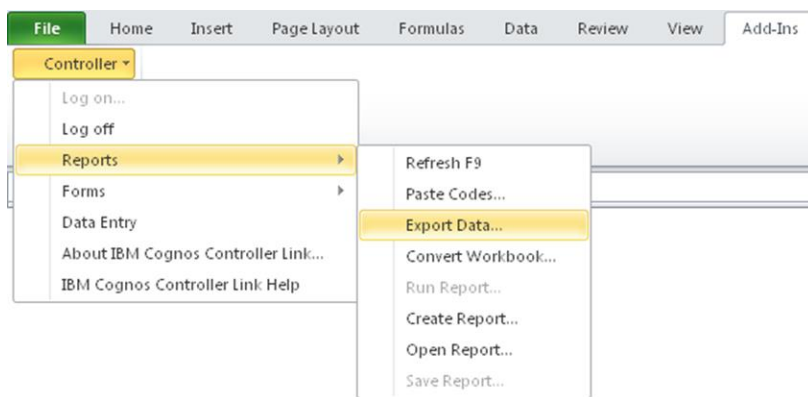 File Home Insert Page Layout Formulas Data Review View Add-Ins
Controller
Log on...
Log off
Reports
Forms
Data Entry
About IBM Cognos Controller Link...
IBM Cognos Controller Link Help
Refresh F9
Paste Codes...
Export Data...
Convert Workbook...
Run Report...
Create Report...
Open Report...
Save Report...